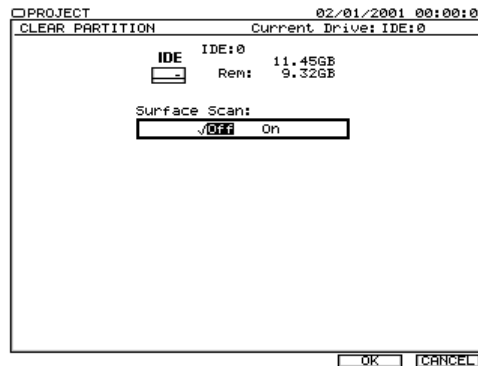 PROJECT 02/01/2001 00:00:0
CLEAR PARTITION Current Drive: IDE:0
IDE IDE:0
11.45GB
Rem: 9.32GB
Surface Scan:
√Off On
OK CANCEL